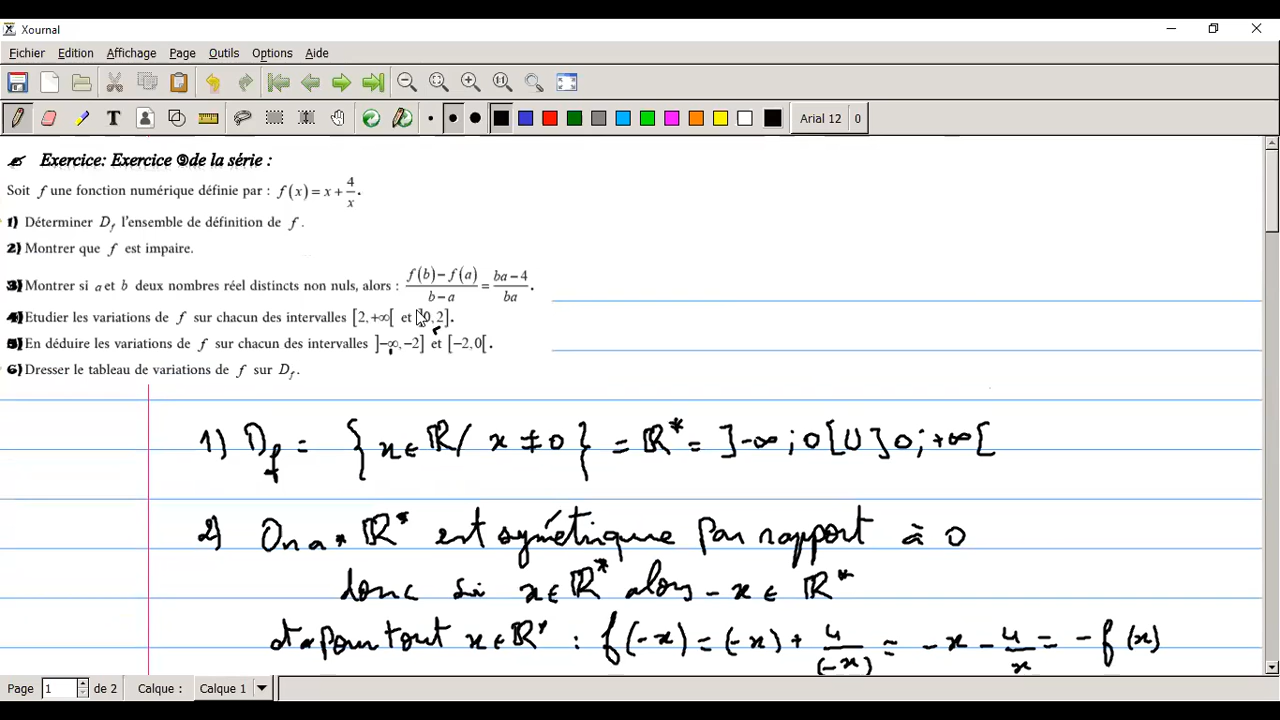 Xournal
Fichier Edition Affichage Page Outils Options Aide
Arial 12 0
Exercice: Exercice ⑨ de la série :
Soit f une fonction numérique définie par : f(x) = x + 4/x.
1) Déterminer D_f l'ensemble de définition de f.
2) Montrer que f est impaire.
3) Montrer si a et b deux nombres réel distincts non nuls, alors : (f(b) − f(a))/(b − a) = (ba − 4)/ba.
4) Etudier les variations de f sur chacun des intervalles [2,+∞[ et ]0,2].
5) En déduire les variations de f sur chacun des intervalles ]−∞,−2] et [−2,0[.
6) Dresser le tableau de variations de f sur D_f.
1) D_f = {x ∈ ℝ / x ≠ 0} = ℝ* = ]-∞ ; 0[ U ]0 ; +∞[
2) On a * ℝ* est symétrique par rapport à 0
donc si x ∈ ℝ* alors -x ∈ ℝ*
et * pour tout x ∈ ℝ* : f(-x) = (-x) + 4/(-x) = -x - 4/x = -f(x)
Page 1 de 2 Calque : Calque 1